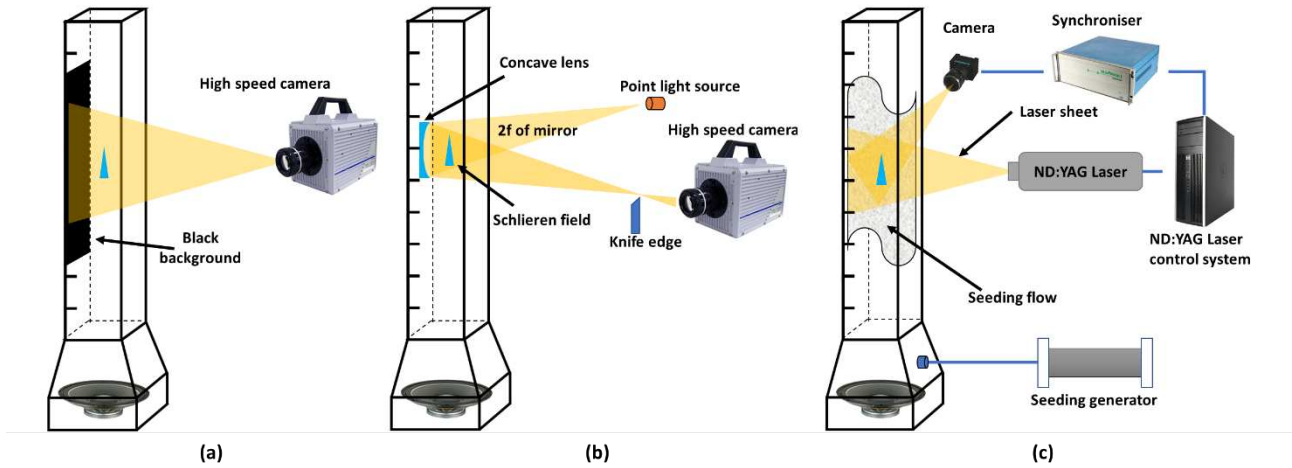 High speed camera
Black
background
(a)
Concave lens
Point light source
2f of mirror
High speed camera
Schlieren field
Knife edge
(b)
Camera
Synchroniser
Laser sheet
ND:YAG Laser
ND:YAG Laser
control system
Seeding flow
Seeding generator
(c)